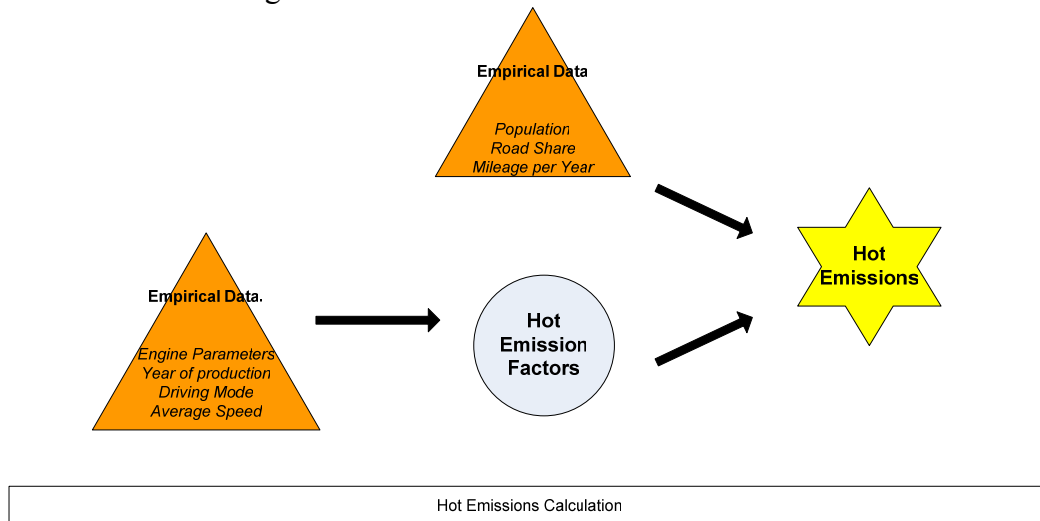 Empirical Data
Population
Road Share
Mileage per Year
Hot
Emissions
Empirical Data.
Engine Parameters
Year of production
Driving Mode
Average Speed
Hot
Emission
Factors
Hot Emissions Calculation